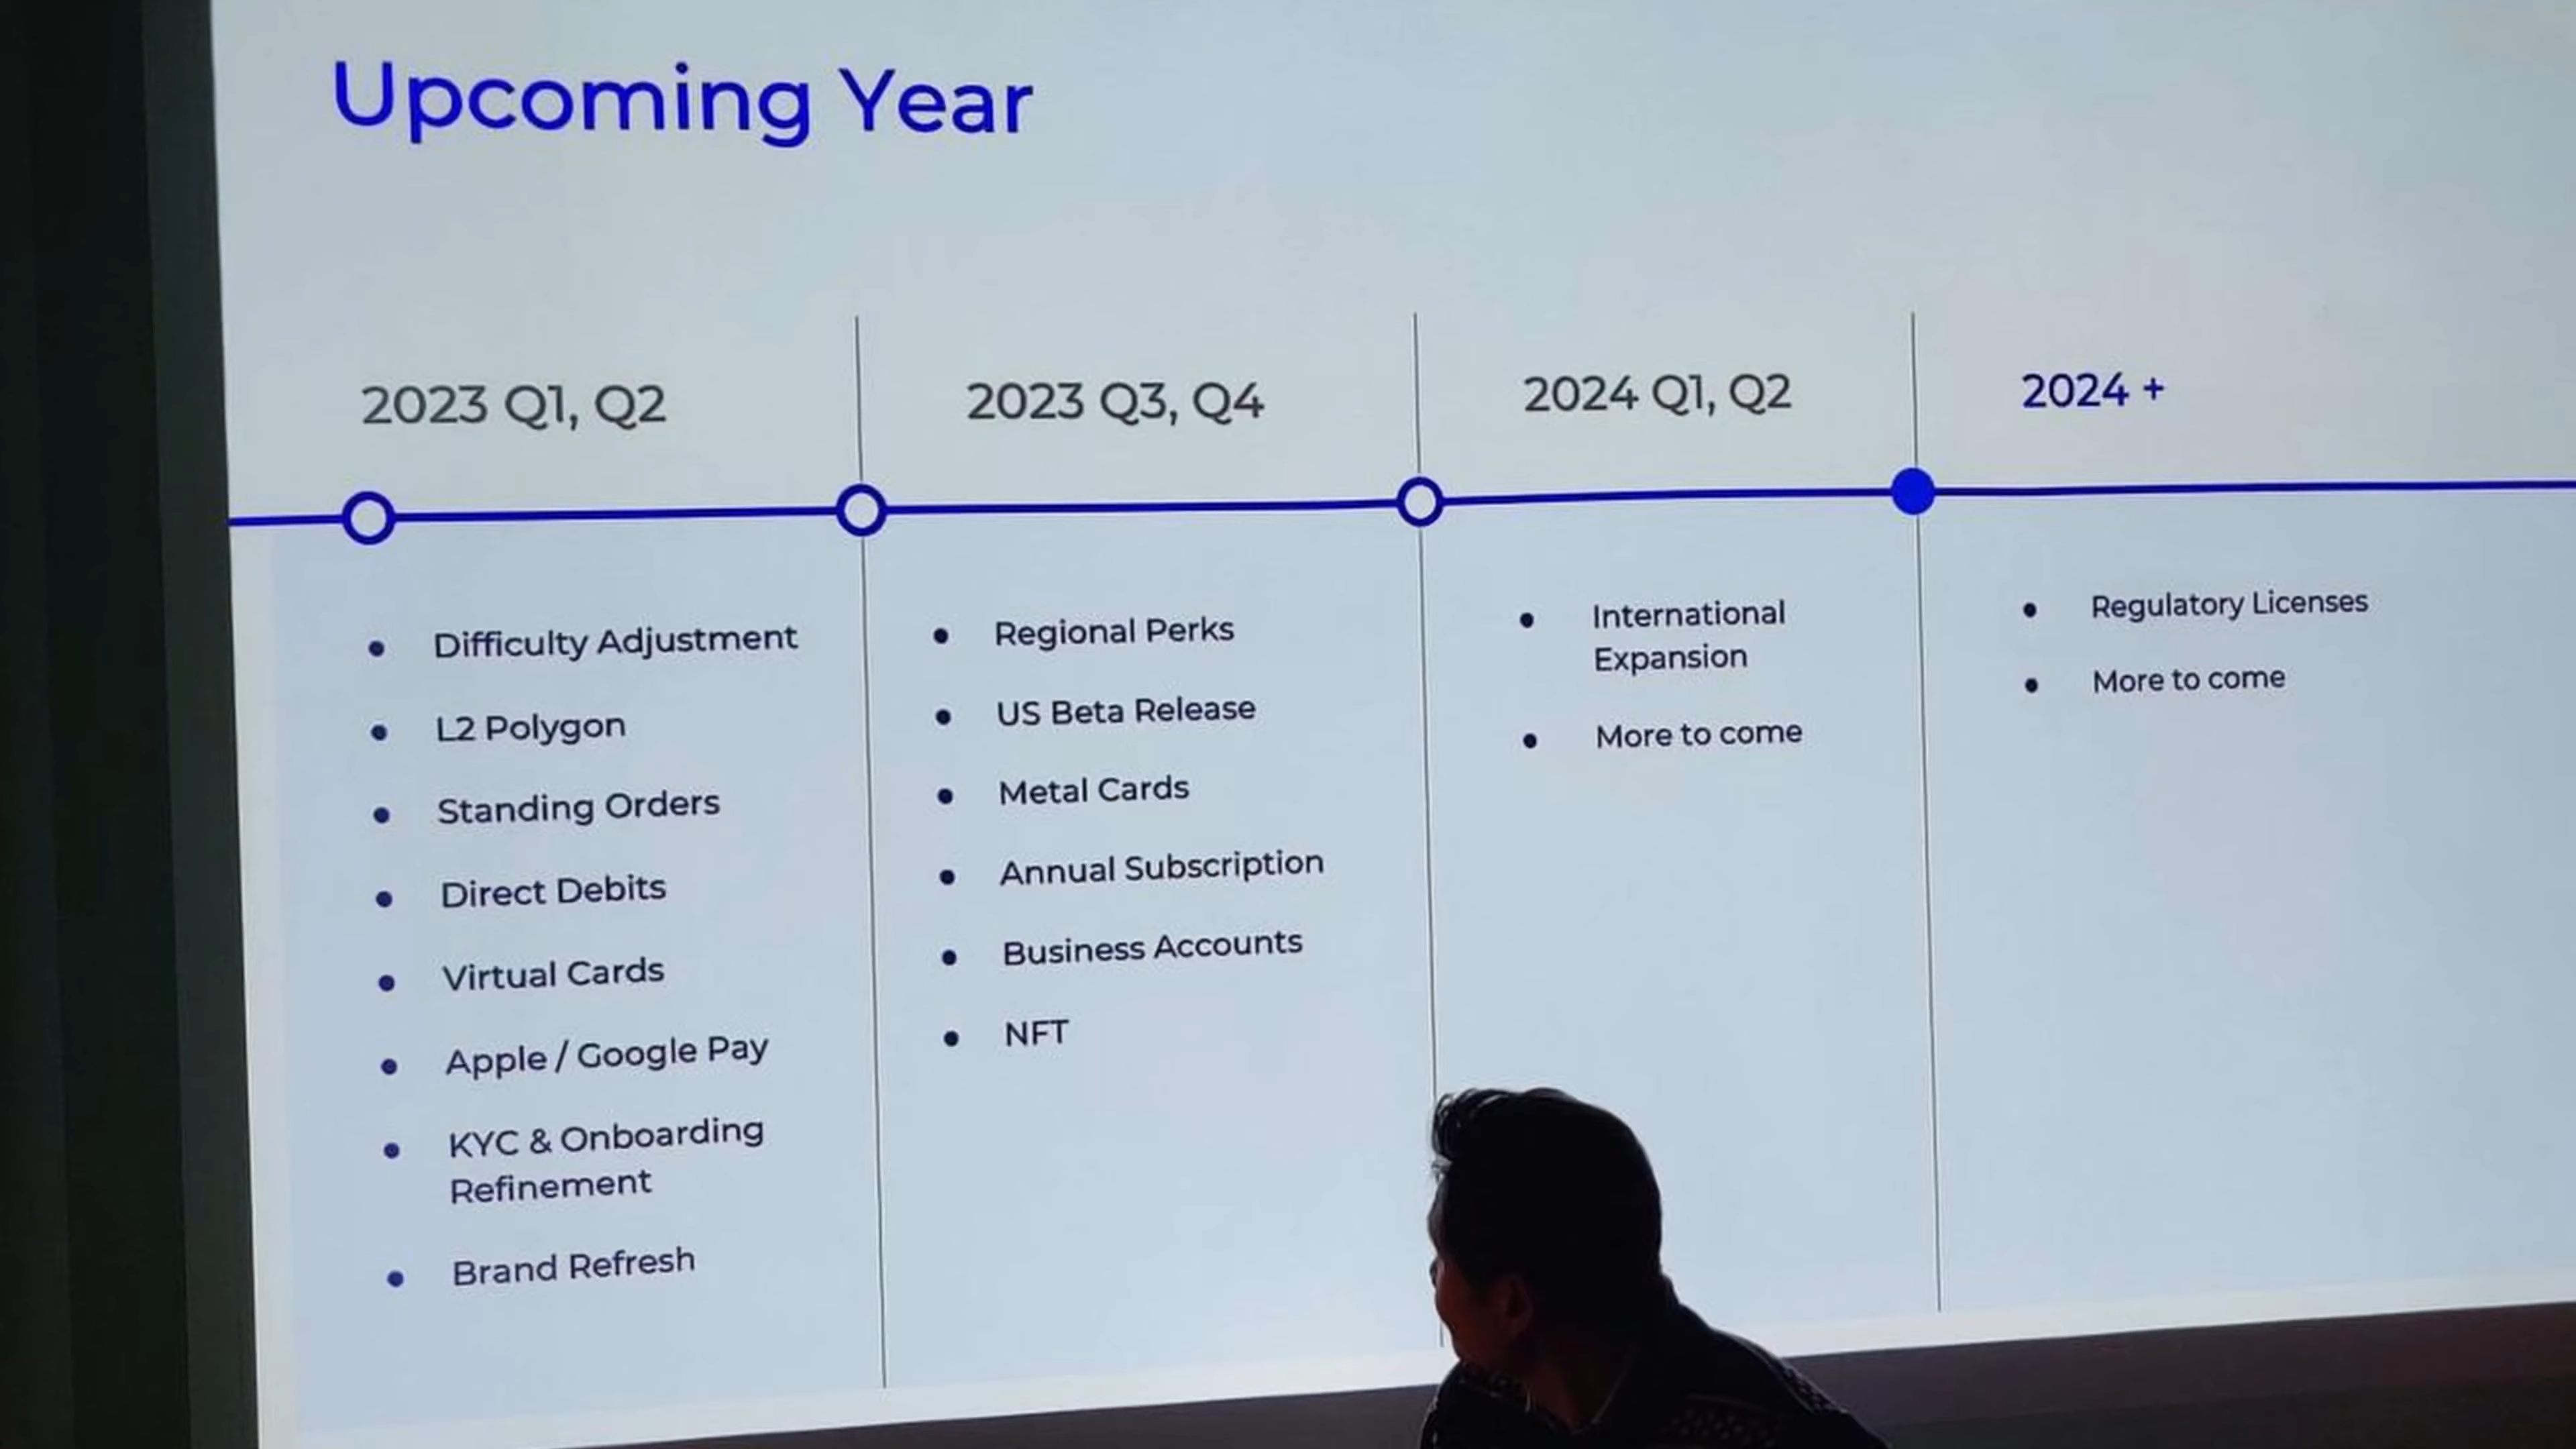 Upcoming Year
2023 Q1, Q2
Difficulty Adjustment
L2 Polygon
Standing Orders
Direct Debits
Virtual Cards
Apple / Google Pay
KYC & Onboarding
Refinement
Brand Refresh
2023 Q3, Q4
Regional Perks
US Beta Release
Metal Cards
Annual Subscription
Business Accounts
NFT
2024 Q1, Q2
International
Expansion
More to come
2024 +
Regulatory Licenses
More to come